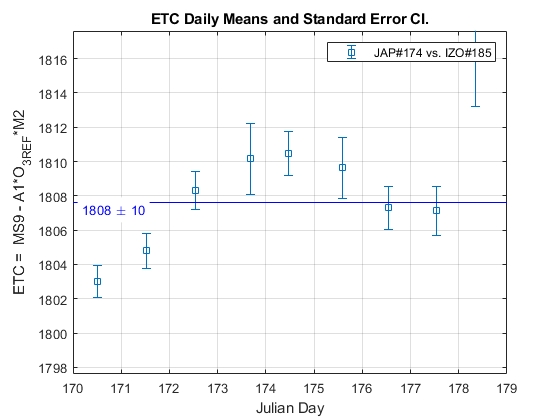 ETC Daily Means and Standard Error CI.
JAP#174 vs. IZO#185
ETC = MS9 - A1*O3REF*M2
1816
1814
1812
1810
1808
1806
1804
1802
1800
1798
1808 ± 10
170 171 172 173 174 175 176 177 178 179
Julian Day